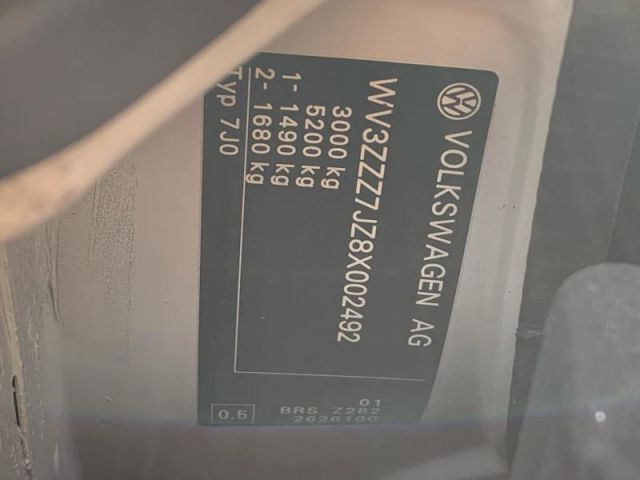 VOLKSWAGEN AG
WV3ZZZ7JZ8X002492
3000 kg
5200 kg
1- 1490 kg
2- 1680 kg
Typ 7J0
01
BRS Z282
2626100
0.5